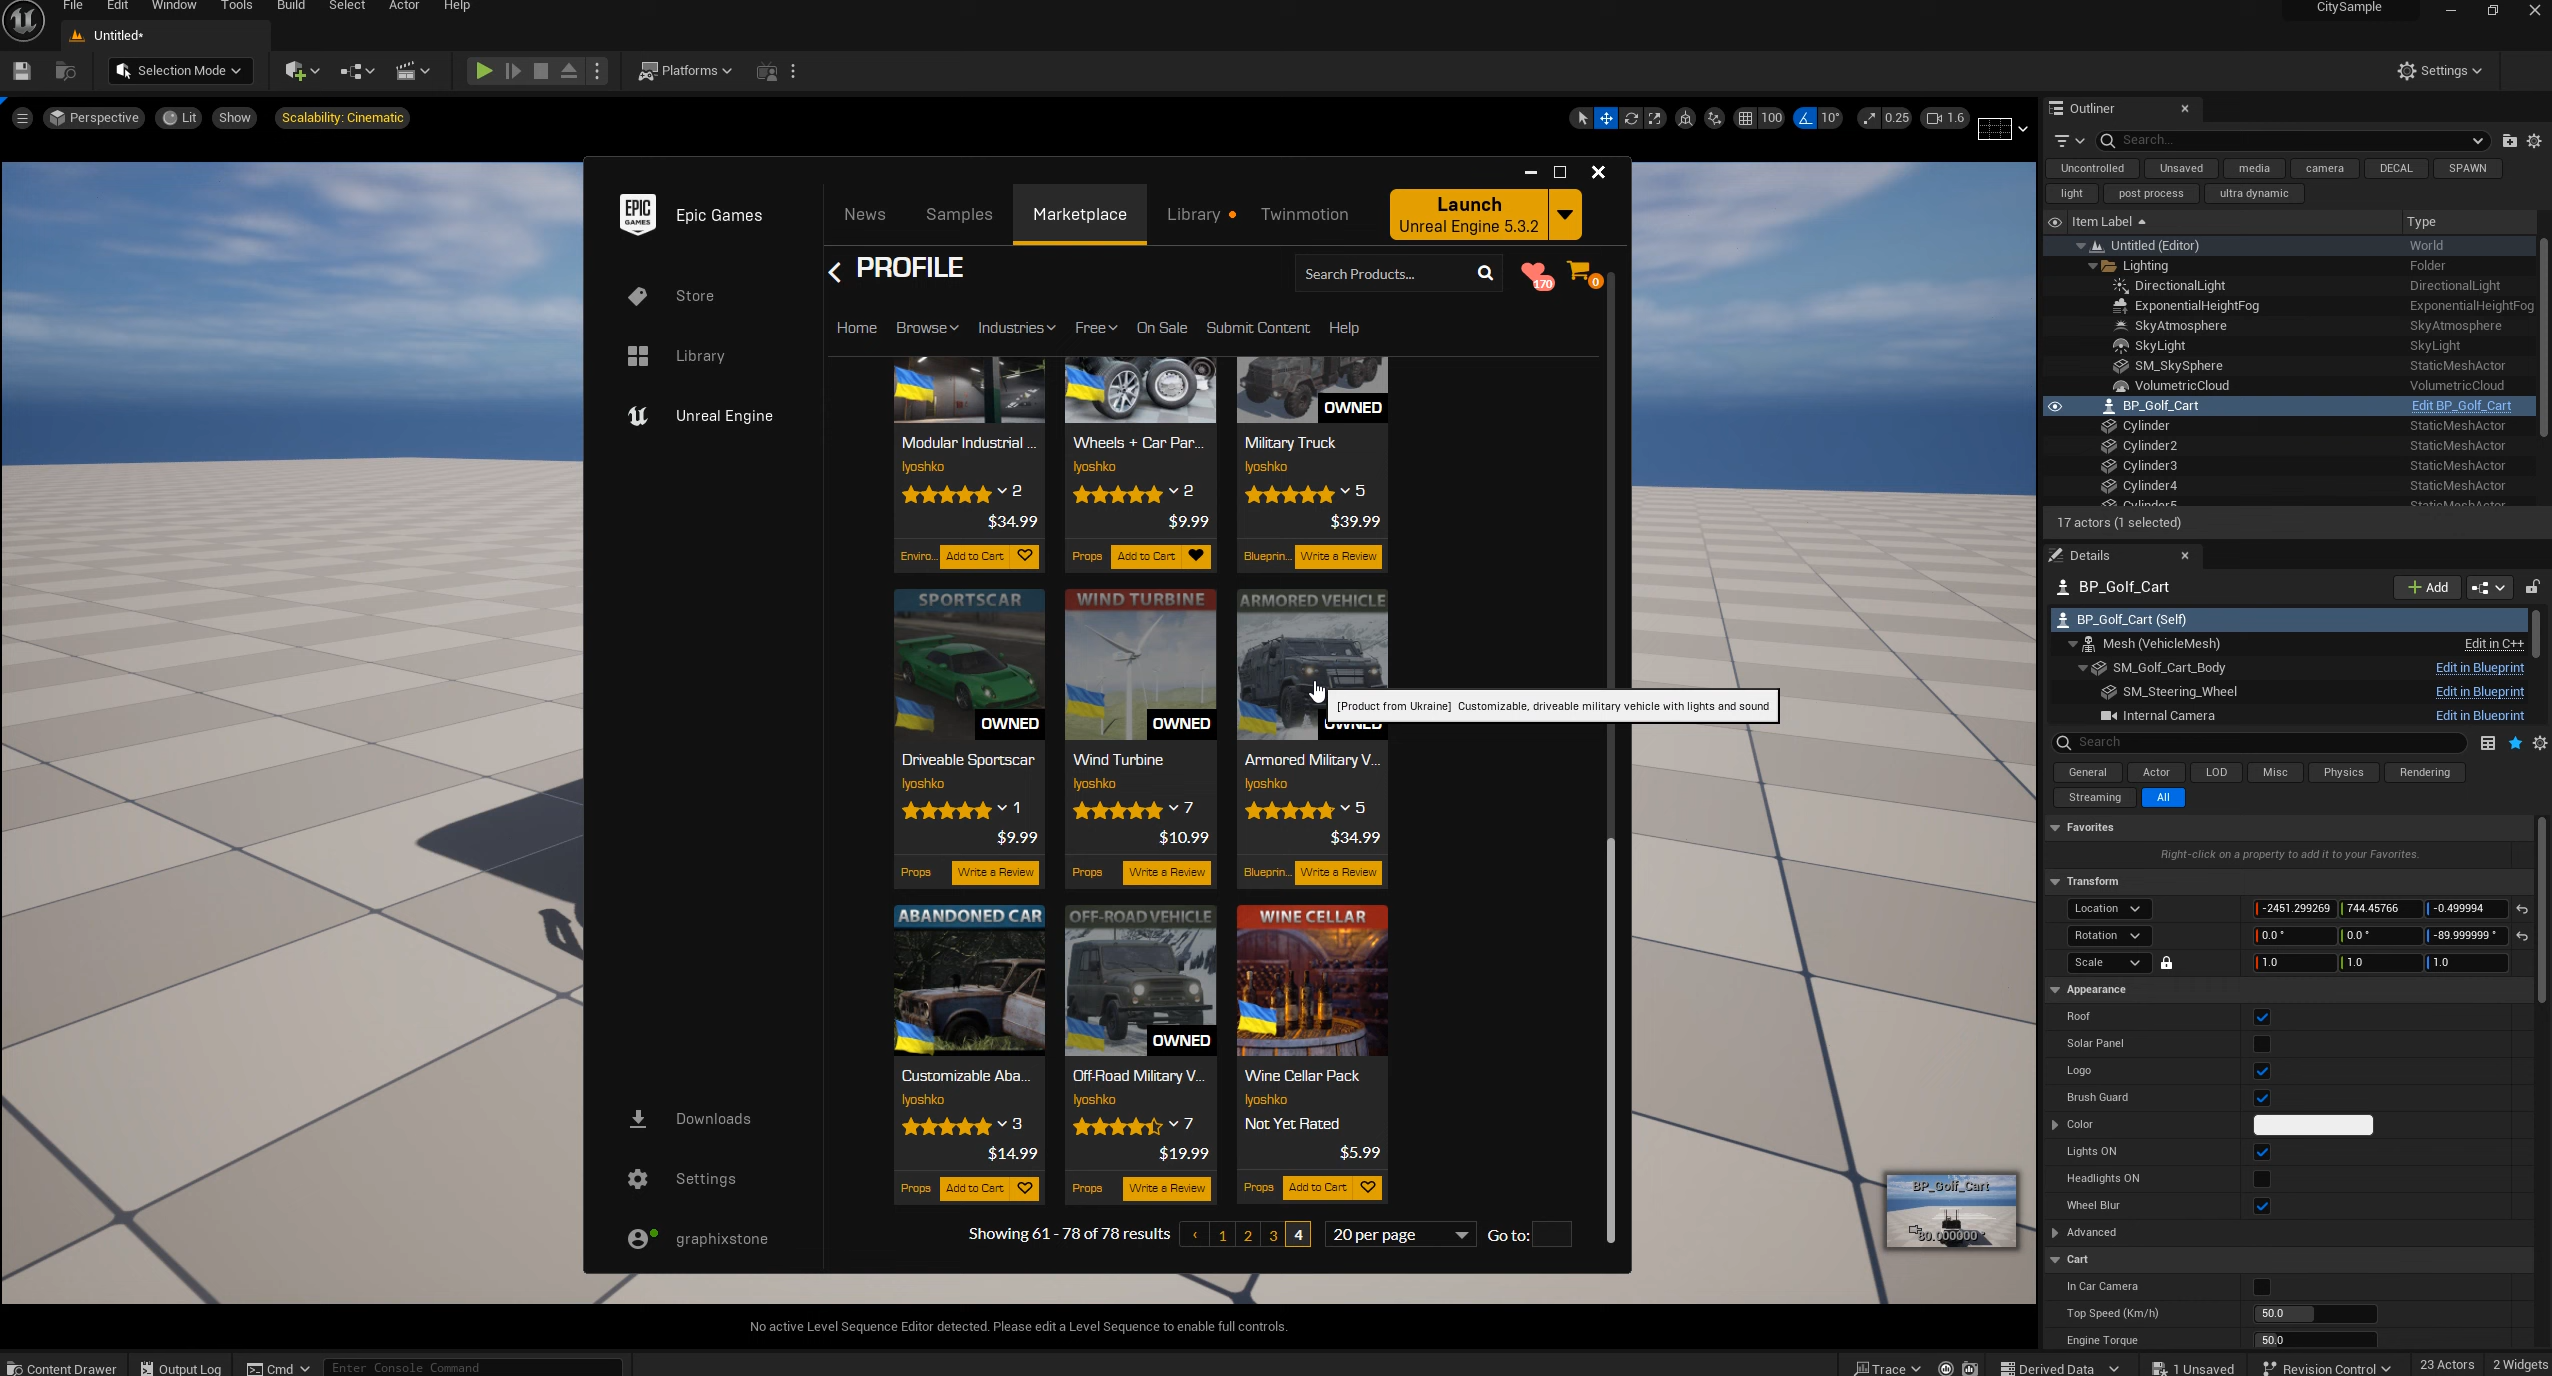 File Edit Window Tools Build Select Actor Help
CitySample
Untitled*
Selection Mode
Platforms
Settings
Perspective
Lit
Show
Scalability: Cinematic
100
10°
0.25
1.6
EPIC GAMES
Epic Games
Store
Library
Unreal Engine
Downloads
Settings
graphixstone
News Samples Marketplace Library Twinmotion
Launch
Unreal Engine 5.3.2
PROFILE
Search Products...
170
0
Home Browse Industries Free On Sale Submit Content Help
OWNED
Modular Industrial ...
lyoshko
2
$34.99
Enviro...
Add to Cart
Wheels + Car Par...
lyoshko
2
$9.99
Props
Add to Cart
Military Truck
lyoshko
5
$39.99
Blueprin...
Write a Review
SPORTSCAR
OWNED
Driveable Sportscar
lyoshko
1
$9.99
Props
Write a Review
WIND TURBINE
OWNED
Wind Turbine
lyoshko
7
$10.99
Props
Write a Review
ARMORED VEHICLE
OWNED
[Product from Ukraine] Customizable, driveable military vehicle with lights and sound
Armored Military V...
lyoshko
5
$34.99
Blueprin...
Write a Review
ABANDONED CAR
Customizable Aba...
lyoshko
3
$14.99
Props
Add to Cart
OFF-ROAD VEHICLE
OWNED
Off-Road Military V...
lyoshko
7
$19.99
Props
Write a Review
WINE CELLAR
Wine Cellar Pack
lyoshko
Not Yet Rated
$5.99
Props
Add to Cart
Showing 61 - 78 of 78 results
1 2 3 4
20 per page
Go to:
BP_Golf_Cart
No active Level Sequence Editor detected. Please edit a Level Sequence to enable full controls.
Outliner
Search...
Uncontrolled Unsaved media camera DECAL SPAWN
light post process ultra dynamic
Item Label Type
Untitled (Editor) World
Lighting Folder
DirectionalLight DirectionalLight
ExponentialHeightFog ExponentialHeightFog
SkyAtmosphere SkyAtmosphere
SkyLight SkyLight
SM_SkySphere StaticMeshActor
VolumetricCloud VolumetricCloud
BP_Golf_Cart Edit BP_Golf_Cart
Cylinder StaticMeshActor
Cylinder2 StaticMeshActor
Cylinder3 StaticMeshActor
Cylinder4 StaticMeshActor
Cylinder5 StaticMeshActor
17 actors (1 selected)
Details
BP_Golf_Cart
Add
BP_Golf_Cart (Self)
Mesh (VehicleMesh) Edit in C++
SM_Golf_Cart_Body Edit in Blueprint
SM_Steering_Wheel Edit in Blueprint
Internal Camera Edit in Blueprint
Search
General Actor LOD Misc Physics Rendering
Streaming All
Favorites
Right-click on a property to add it to your Favorites.
Transform
Location -2451.299269 744.45766 -0.499994
Rotation 0.0 ° 0.0 ° -89.999999 °
Scale 1.0 1.0 1.0
Appearance
Roof
Solar Panel
Logo
Brush Guard
Color
Lights ON
Headlights ON
Wheel Blur
Advanced
Cart
In Car Camera
Top Speed (Km/h) 50.0
Engine Torque 50.0
Content Drawer
Output Log
Cmd
Enter Console Command
Trace
Derived Data
1 Unsaved
Revision Control
23 Actors
2 Widgets